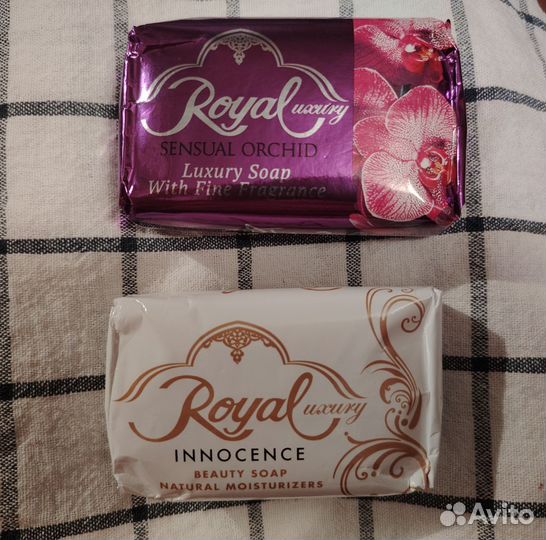 Royal Luxury
SENSUAL ORCHID
Luxury Soap
With Fine Fragrance
Royal Luxury
INNOCENCE
BEAUTY SOAP
NATURAL MOISTURIZERS
Avito